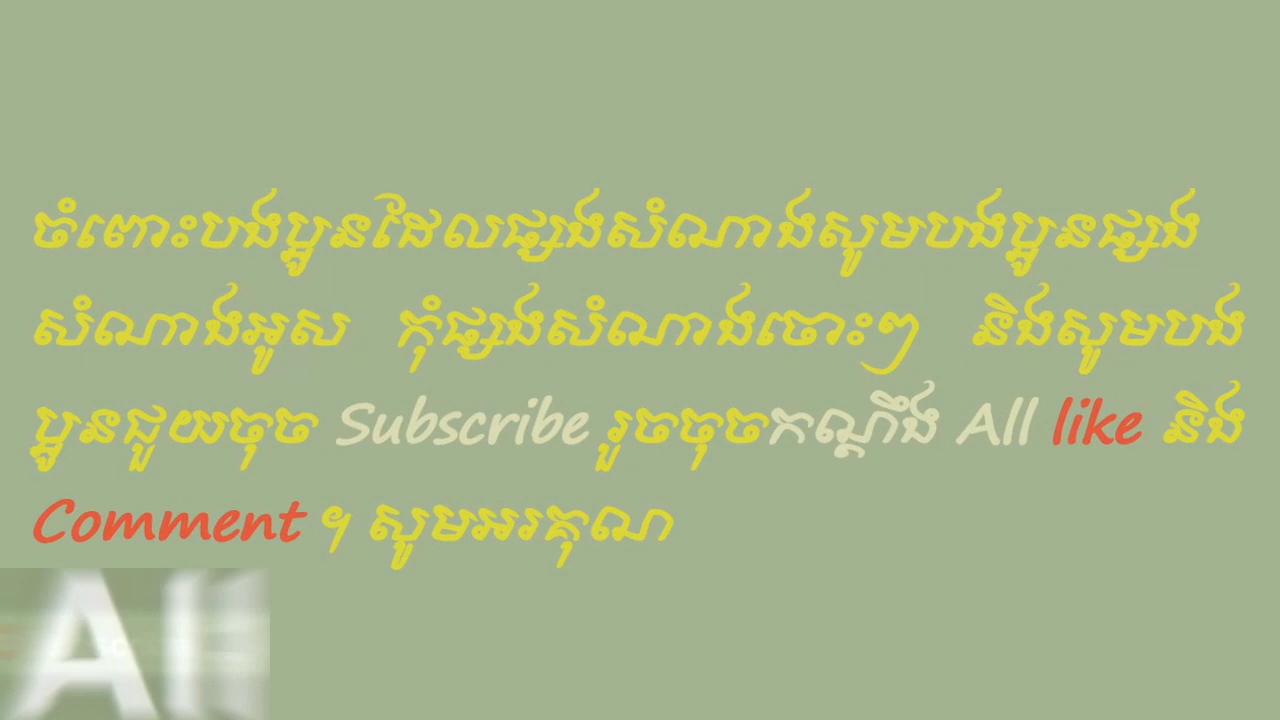 ចំពោះបងប្អូនដែលផ្សងសំណាងសូមបងប្អូនផ្សង
សំណាងអូស កុំផ្សងសំណាងចោះៗ និងសូមបង
ប្អូនជួយចុច Subscribe រួចចុចកណ្ដឹង All like និង
Comment ។ សូមអរគុណ